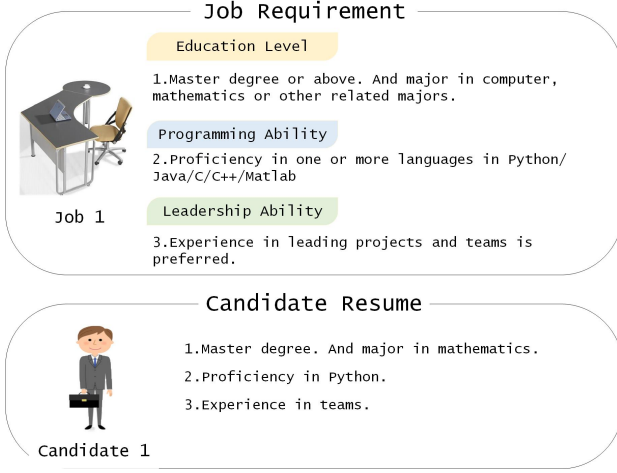 Job Requirement
Education Level
1.Master degree or above. And major in computer,
mathematics or other related majors.
Programming Ability
2.Proficiency in one or more languages in Python/
Java/C/C++/Matlab
Leadership Ability
3.Experience in leading projects and teams is
preferred.
Job 1
Candidate Resume
1.Master degree. And major in mathematics.
2.Proficiency in Python.
3.Experience in teams.
Candidate 1